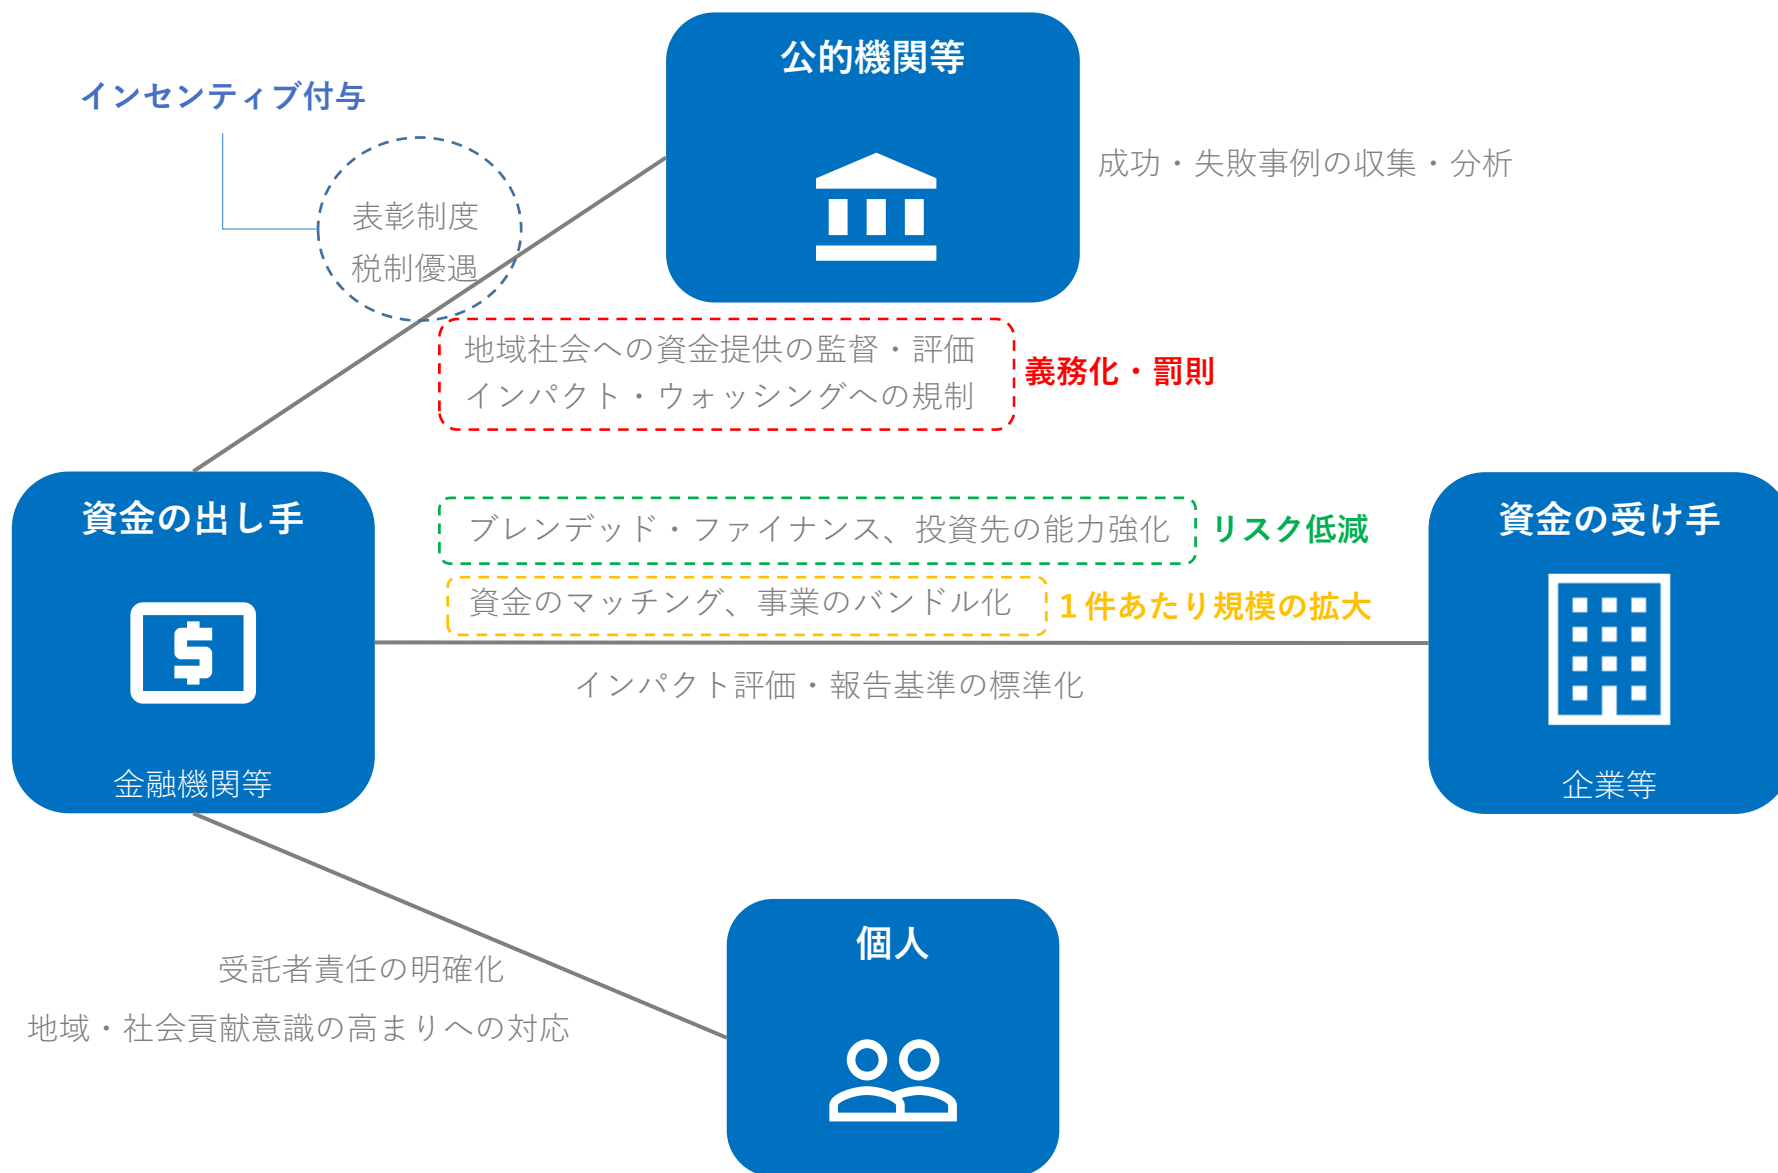 公的機関等
インセンティブ付与
成功・失敗事例の収集・分析
表彰制度
税制優遇
地域社会への資金提供の監督・評価
インパクト・ウォッシングへの規制
義務化・罰則
資金の出し手
ブレンデッド・ファイナンス、投資先の能力強化
リスク低減
資金の受け手
資金のマッチング、事業のバンドル化
１件あたり規模の拡大
インパクト評価・報告基準の標準化
金融機関等
企業等
個人
受託者責任の明確化
地域・社会貢献意識の高まりへの対応